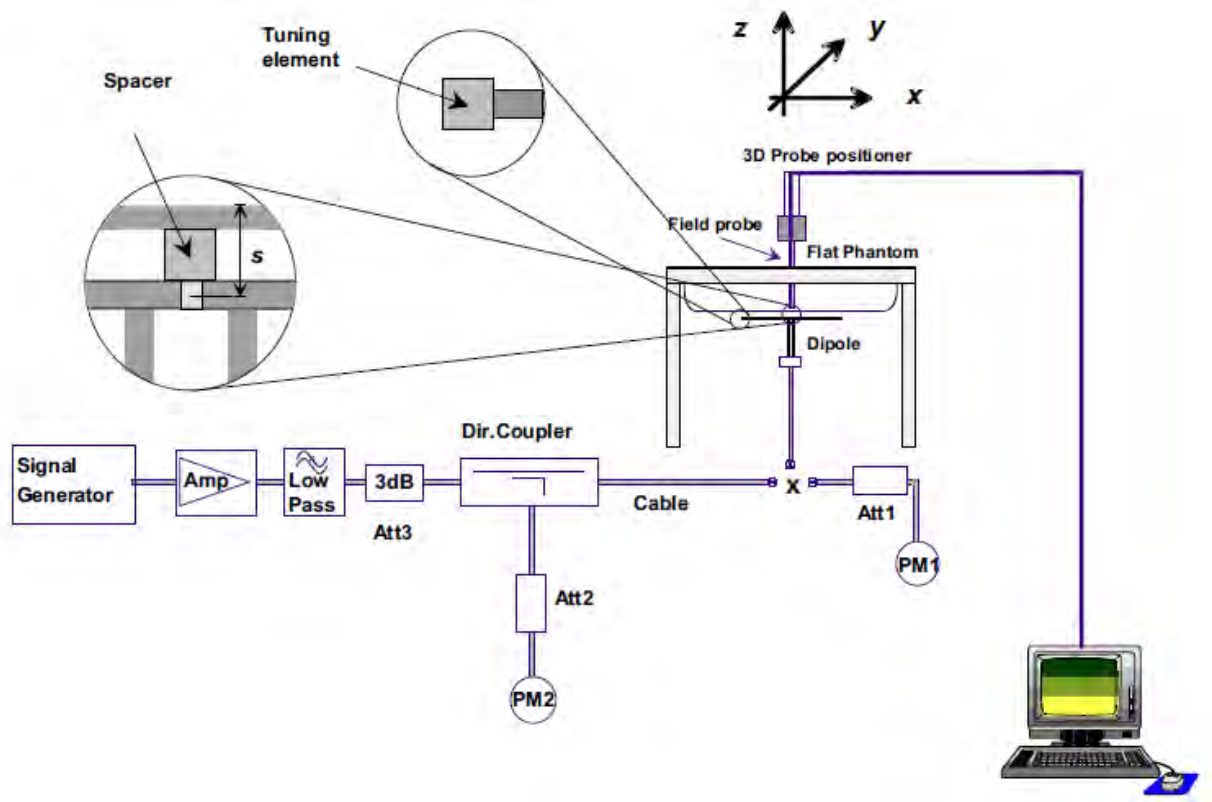 Tuning
element
Spacer
z
y
x
3D Probe positioner
Field probe
Flat Phantom
s
Dipole
Dir.Coupler
Signal
Generator
Amp
Low
Pass
3dB
Att3
Cable
x
Att1
PM1
Att2
PM2